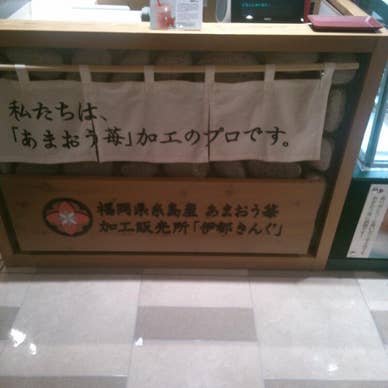 私たちは、
「あまおう苺」加工のプロです。
福岡県糸島産 あまおう苺
加工販売所「伊都きんぐ」